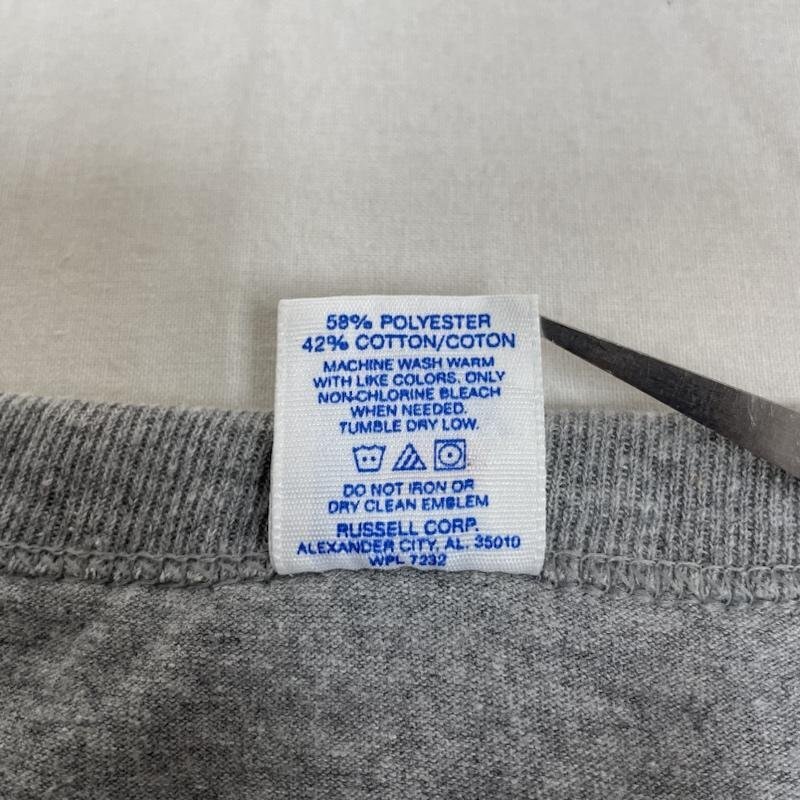 58% POLYESTER
42% COTTON/COTON
MACHINE WASH WARM
WITH LIKE COLORS. ONLY
NON-CHLORINE BLEACH
WHEN NEEDED.
TUMBLE DRY LOW.
DO NOT IRON OR
DRY CLEAN EMBLEM
RUSSELL CORP.
ALEXANDER CITY, AL. 35010
WPL 7232